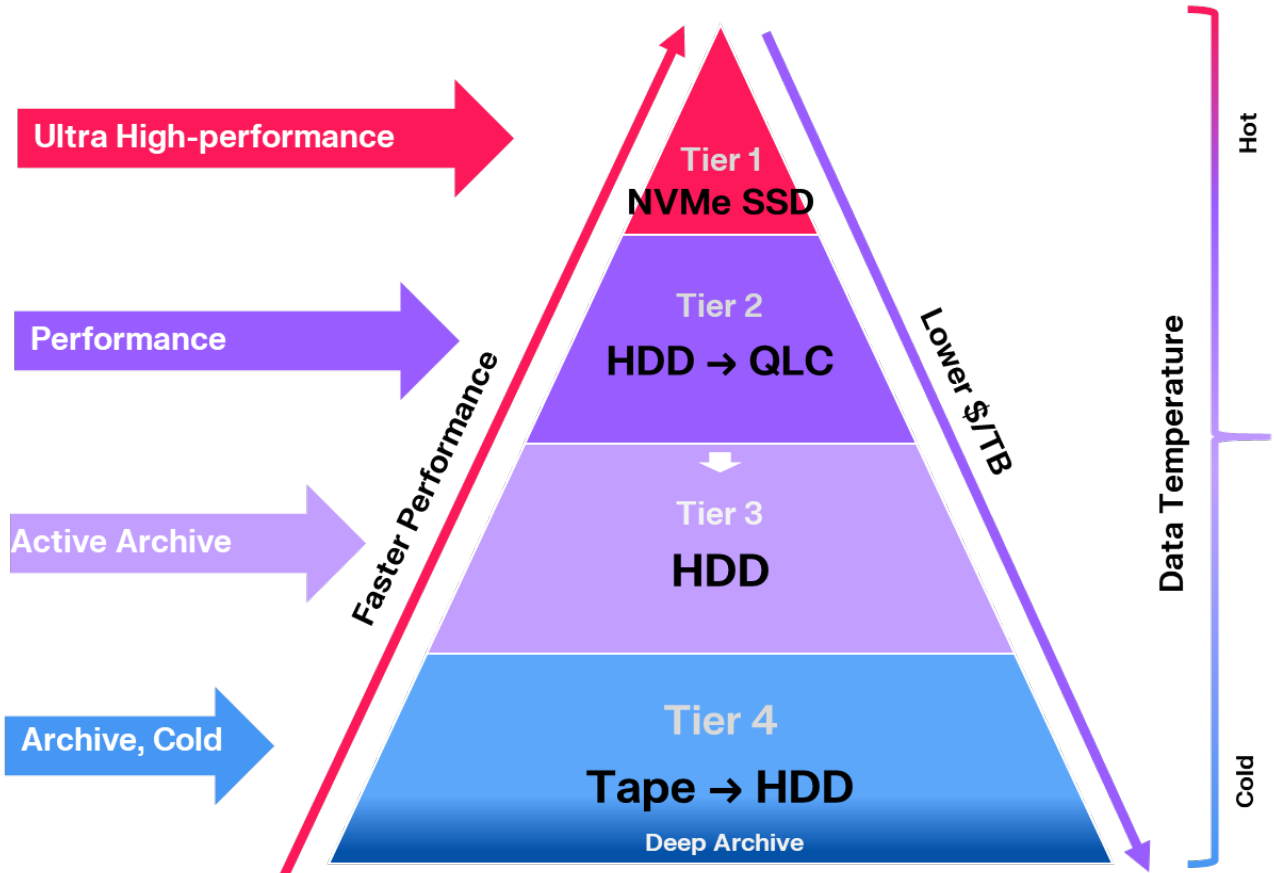 Ultra High-performance
Tier 1
NVMe SSD
Performance
Tier 2
HDD → QLC
Active Archive
Tier 3
HDD
Archive, Cold
Tier 4
Tape → HDD
Deep Archive
Faster Performance
Lower $/TB
Data Temperature
Hot
Cold